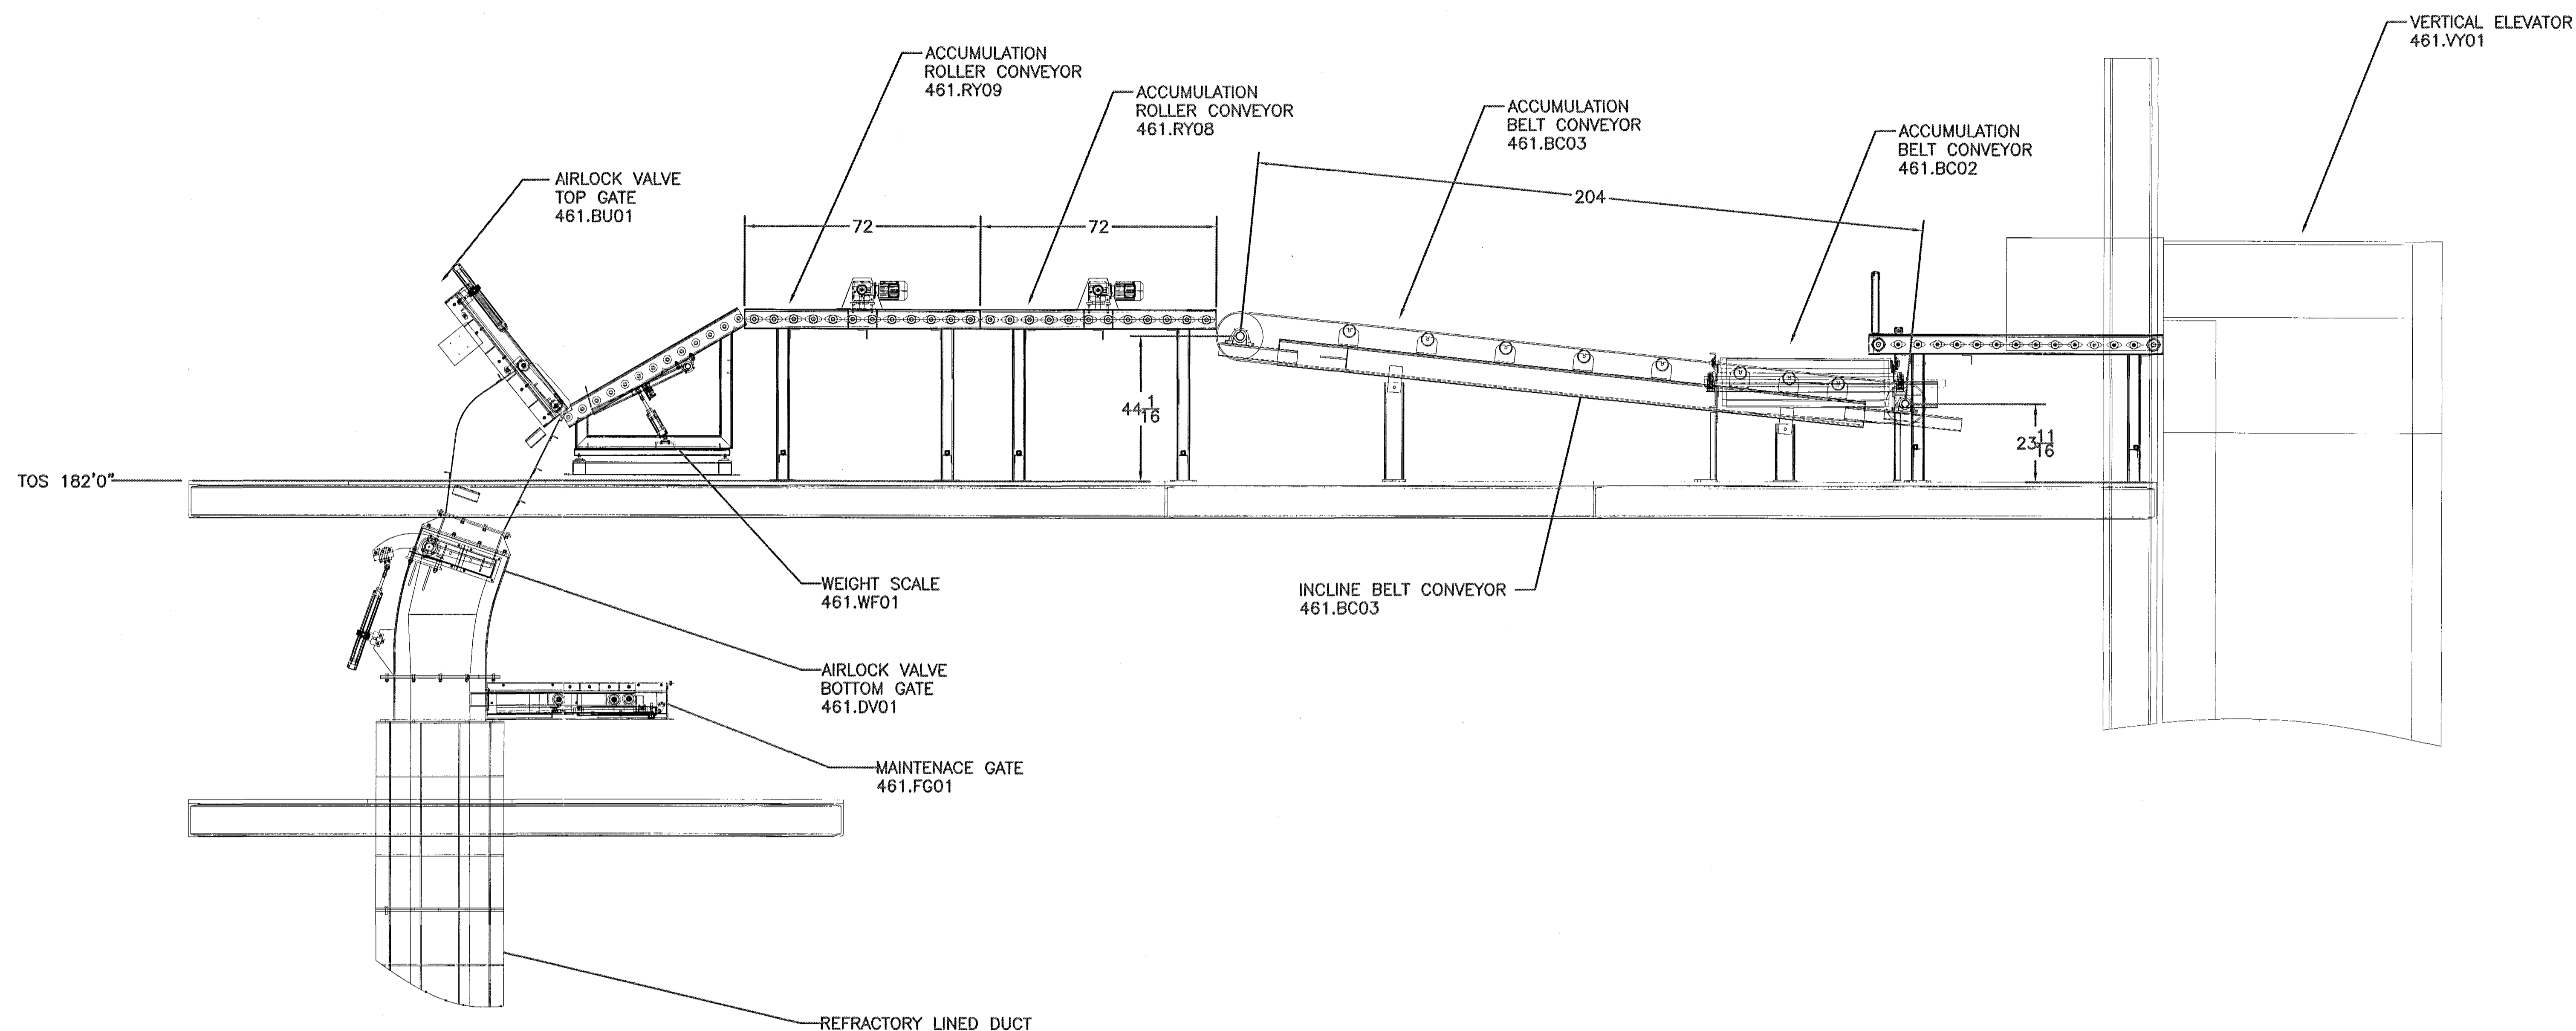 VERTICAL ELEVATOR
461.VY01
ACCUMULATION
ROLLER CONVEYOR
461.RY09
ACCUMULATION
ROLLER CONVEYOR
461.RY08
ACCUMULATION
BELT CONVEYOR
461.BC03
ACCUMULATION
BELT CONVEYOR
461.BC02
AIRLOCK VALVE
TOP GATE
461.BU01
204
72
72
44 1/16
23 11/16
TOS 182'0"
WEIGHT SCALE
461.WF01
INCLINE BELT CONVEYOR
461.BC03
AIRLOCK VALVE
BOTTOM GATE
461.DV01
MAINTENACE GATE
461.FG01
REFRACTORY LINED DUCT